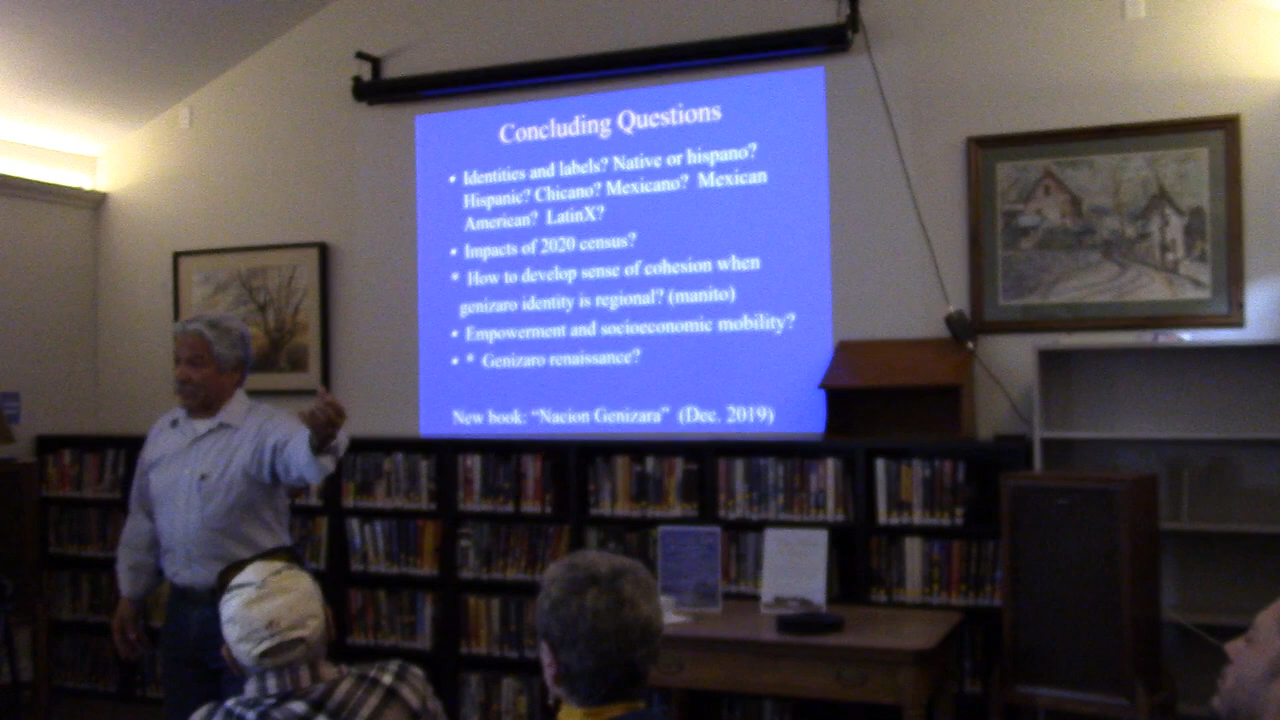 Concluding Questions
• Identities and labels? Native or hispano?
Hispanic? Chicano? Mexicano? Mexican
American? LatinX?
• Impacts of 2020 census?
* How to develop sense of cohesion when
genizaro identity is regional? (manito)
• Empowerment and socioeconomic mobility?
• * Genizaro renaissance?
New book: “Nacion Genizara” (Dec. 2019)